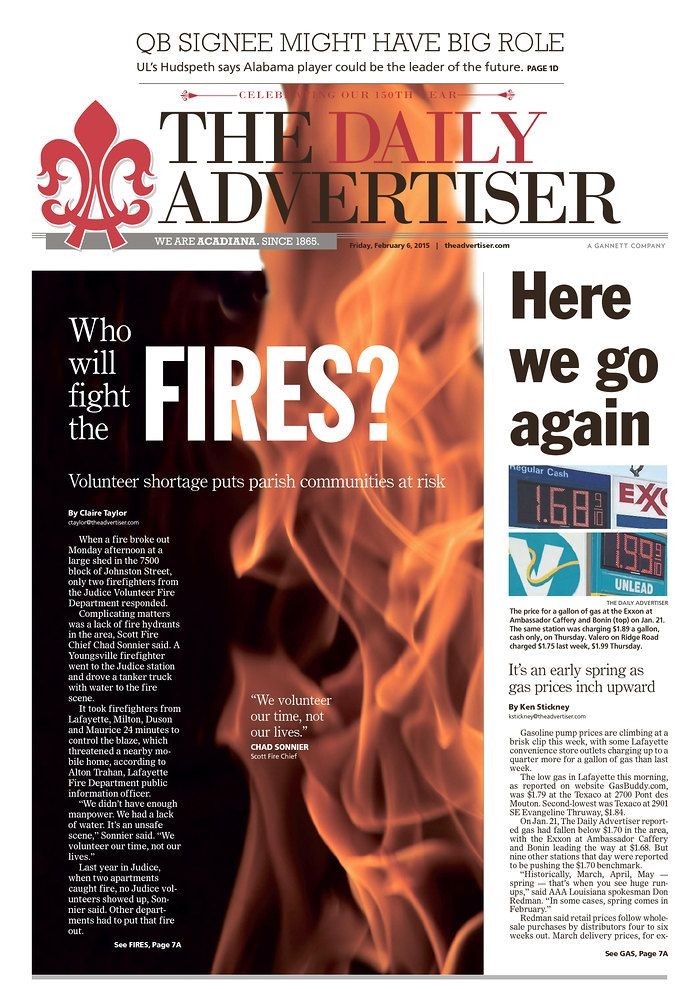 QB SIGNEE MIGHT HAVE BIG ROLE
UL's Hudspeth says Alabama player could be the leader of the future. PAGE 1D
CELEBRATING OUR 150TH YEAR
THE DAILY
ADVERTISER
WE ARE ACADIANA. SINCE 1865.
Friday, February 6, 2015 | theadvertiser.com
A GANNETT COMPANY
Who
will
fight
the
FIRES?
Volunteer shortage puts parish communities at risk
By Claire Taylor
ctaylor@theadvertiser.com
When a fire broke out
Monday afternoon at a
large shed in the 7500
block of Johnston Street,
only two firefighters from
the Judice Volunteer Fire
Department responded.
Complicating matters
was a lack of fire hydrants
in the area, Scott Fire
Chief Chad Sonnier said. A
Youngsville firefighter
went to the Judice station
and drove a tanker truck
with water to the fire
scene.
It took firefighters from
Lafayette, Milton, Duson
and Maurice 24 minutes to
control the blaze, which
threatened a nearby mo-
bile home, according to
Alton Trahan, Lafayette
Fire Department public
information officer.
"We didn't have enough
manpower. We had a lack
of water. It's an unsafe
scene," Sonnier said. "We
volunteer our time, not our
lives."
Last year in Judice,
when two apartments
caught fire, no Judice vol-
unteers showed up, Son-
nier said. Other depart-
ments had to put that fire
out.
See FIRES, Page 7A
"We volunteer
our time, not
our lives."
CHAD SONNIER
Scott Fire Chief
Here
we go
again
Regular Cash
1.68 9/10
EXXO
V
1.99 9/10
UNLEAD
THE DAILY ADVERTISER
The price for a gallon of gas at the Exxon at
Ambassador Caffery and Bonin (top) on Jan. 21.
The same station was charging $1.89 a gallon,
cash only, on Thursday. Valero on Ridge Road
charged $1.75 last week, $1.99 Thursday.
It's an early spring as
gas prices inch upward
By Ken Stickney
kstickney@theadvertiser.com
Gasoline pump prices are climbing at a
brisk clip this week, with some Lafayette
convenience store outlets charging up to a
quarter more for a gallon of gas than last
week.
The low gas in Lafayette this morning,
as reported on website GasBuddy.com,
was $1.79 at the Texaco at 2700 Pont des
Mouton. Second-lowest was Texaco at 2901
SE Evangeline Thruway, $1.84.
On Jan. 21, The Daily Advertiser report-
ed gas had fallen below $1.70 in the area,
with the Exxon at Ambassador Caffery
and Bonin leading the way at $1.68. But
nine other stations that day were reported
to be pushing the $1.70 benchmark.
"Historically, March, April, May —
spring — that's when you see huge run-
ups," said AAA Louisiana spokesman Don
Redman. "In some cases, spring comes in
February."
Redman said retail prices follow whole-
sale purchases by distributors four to six
weeks out. March delivery prices, for ex-
See GAS, Page 7A